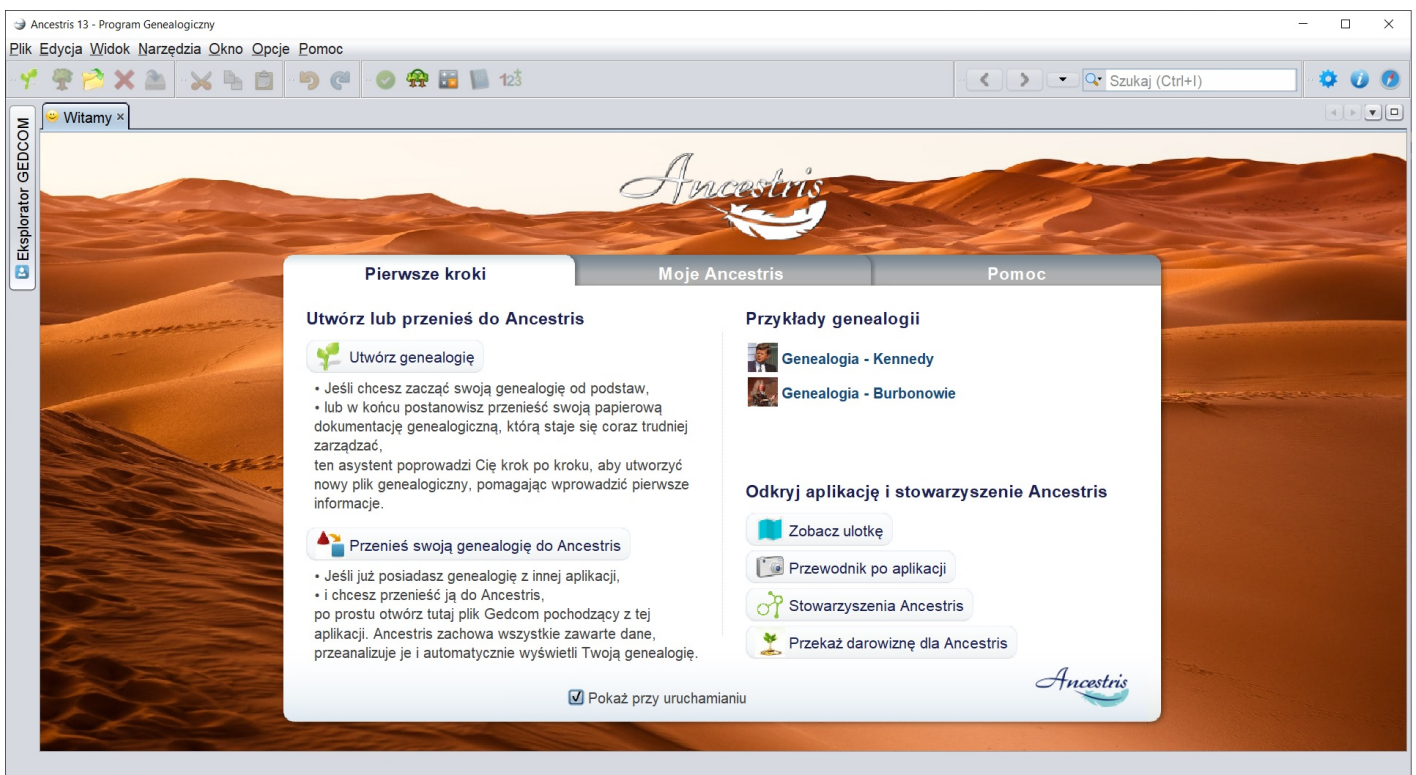 Ancestris 13 - Program Genealogiczny
Plik Edycja Widok Narzędzia Okno Opcje Pomoc
123
Szukaj (Ctrl+I)
Eksplorator GEDCOM
Witamy ×
Ancestris
Pierwsze kroki
Moje Ancestris
Pomoc
Utwórz lub przenieś do Ancestris
Utwórz genealogię
• Jeśli chcesz zacząć swoją genealogię od podstaw,
• lub w końcu postanowisz przenieść swoją papierową
dokumentację genealogiczną, którą staje się coraz trudniej
zarządzać,
ten asystent poprowadzi Cię krok po kroku, aby utworzyć
nowy plik genealogiczny, pomagając wprowadzić pierwsze
informacje.
Przenieś swoją genealogię do Ancestris
• Jeśli już posiadasz genealogię z innej aplikacji,
• i chcesz przenieść ją do Ancestris,
po prostu otwórz tutaj plik Gedcom pochodzący z tej
aplikacji. Ancestris zachowa wszystkie zawarte dane,
przeanalizuje je i automatycznie wyświetli Twoją genealogię.
Przykłady genealogii
Genealogia - Kennedy
Genealogia - Burbonowie
Odkryj aplikację i stowarzyszenie Ancestris
Zobacz ulotkę
Przewodnik po aplikacji
Stowarzyszenia Ancestris
Przekaż darowiznę dla Ancestris
Pokaż przy uruchamianiu
Ancestris